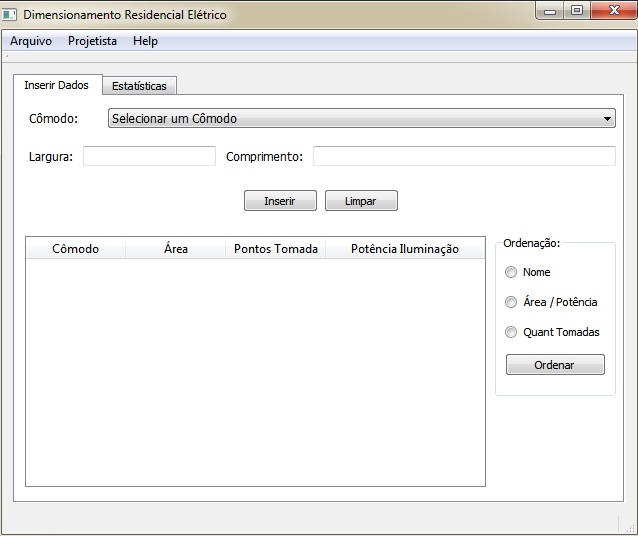 Dimensionamento Residencial Elétrico
Arquivo Projetista Help
Inserir Dados Estatísticas
Cômodo: Selecionar um Cômodo
Largura: Comprimento:
Inserir Limpar
Cômodo Área Pontos Tomada Potência Iluminação
Ordenação:
Nome
Área / Potência
Quant Tomadas
Ordenar